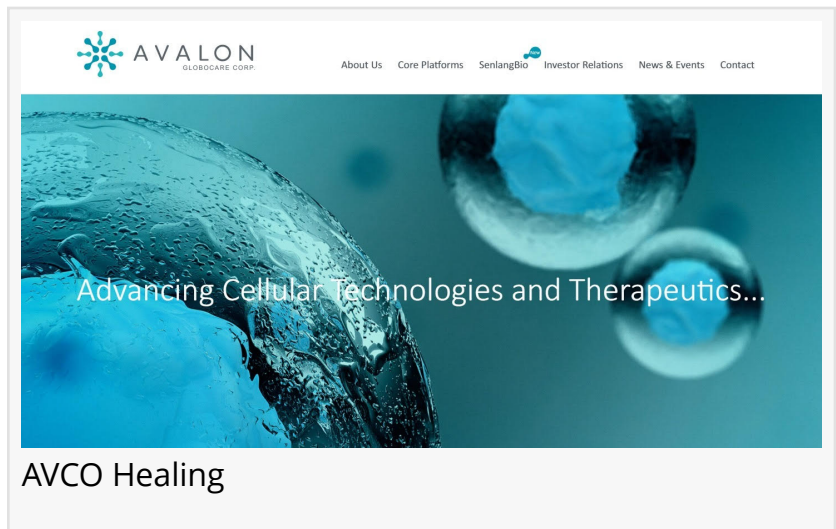 AVALON
GLOBOCARE CORP.
About Us Core Platforms SenlangBio New Investor Relations News & Events Contact
Advancing Cellular Technologies and Therapeutics...
AVCO Healing